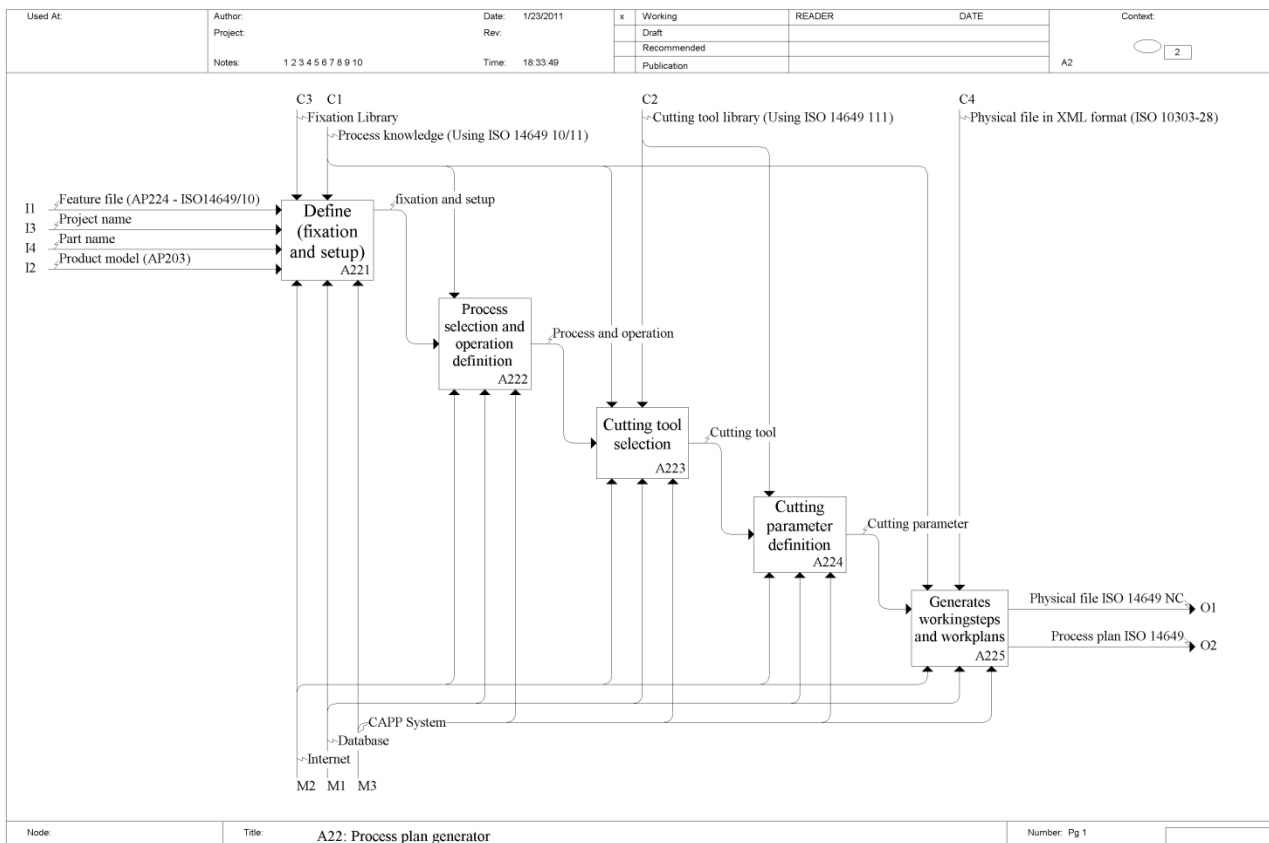 Used At:
Author:
Date: 1/23/2011
x Working
READER DATE
Context:
Project:
Rev:
Draft
Recommended
2
Notes: 1 2 3 4 5 6 7 8 9 10
Time: 18:33:49
Publication
A2
C3 C1 C2 C4
Fixation Library
Cutting tool library (Using ISO 14649 111)
Physical file in XML format (ISO 10303-28)
Process knowledge (Using ISO 14649 10/11)
I1 Feature file (AP224 - ISO14649/10)
I3 Project name
I4 Part name
I2 Product model (AP203)
Define
(fixation
and setup)
A221
fixation and setup
Process
selection and
operation
definition
A222
Process and operation
Cutting tool
selection
A223
Cutting tool
Cutting
parameter
definition
A224
Cutting parameter
Generates
workingsteps
and workplans
A225
Physical file ISO 14649 NC O1
Process plan ISO 14649 O2
CAPP System
Database
Internet
M2 M1 M3
Node:
Title: A22: Process plan generator
Number: Pg 1